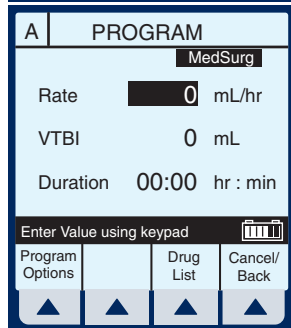 A PROGRAM
MedSurg
Rate 0 mL/hr
VTBI 0 mL
Duration 00:00 hr : min
Enter Value using keypad
Program Options Drug List Cancel/ Back